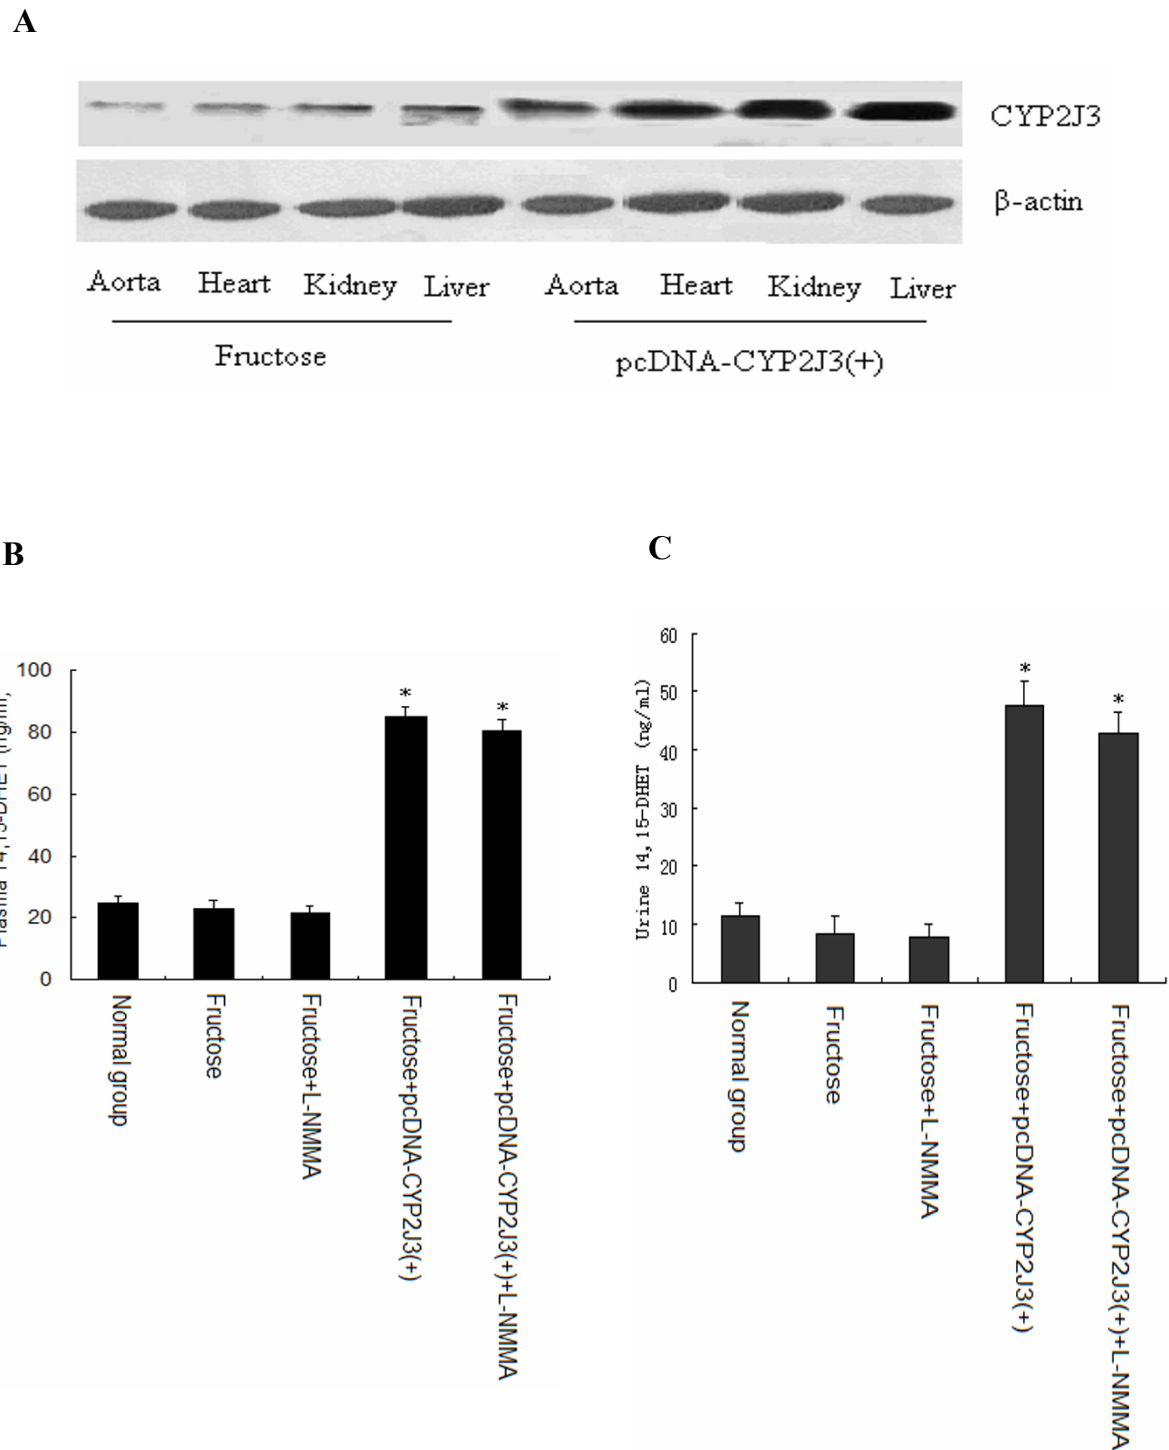 A
CYP2J3
β-actin
Aorta Heart Kidney Liver Aorta Heart Kidney Liver
Fructose pcDNA-CYP2J3(+)
B
100
80
60
40
20
0
Normal group
Fructose
Fructose+L-NMMA
Fructose+pcDNA-CYP2J3(+)
Fructose+pcDNA-CYP2J3(+)+L-NMMA
*
*
C
Urine 14,15-DHET (ng/ml)
60
50
40
30
20
10
0
Normal group
Fructose
Fructose+L-NMMA
Fructose+pcDNA-CYP2J3(+)
Fructose+pcDNA-CYP2J3(+)+L-NMMA
*
*